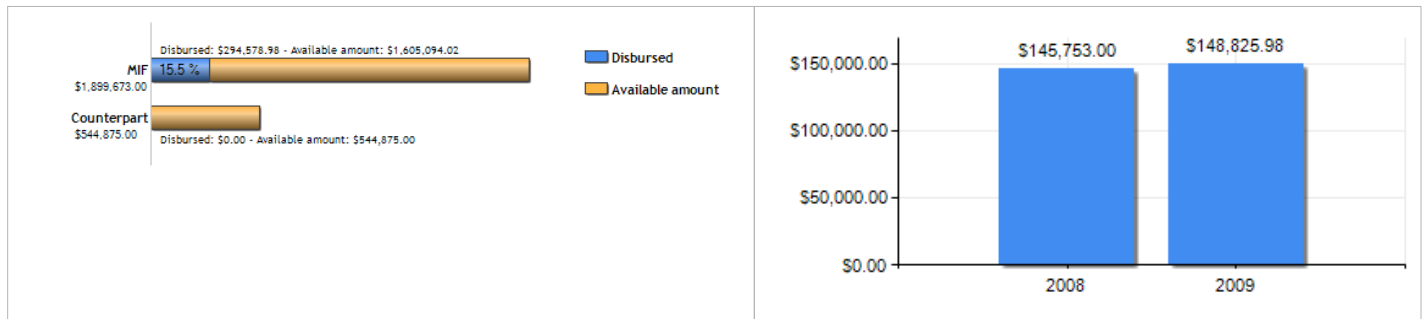 Disbursed: $294,578.98 - Available amount: $1,605,094.02
MIF 15.5 %
$1,899,673.00
Counterpart
$544,875.00
Disbursed: $0.00 - Available amount: $544,875.00
Disbursed
Available amount
$145,753.00 $148,825.98
$150,000.00
$100,000.00
$50,000.00
$0.00
2008 2009